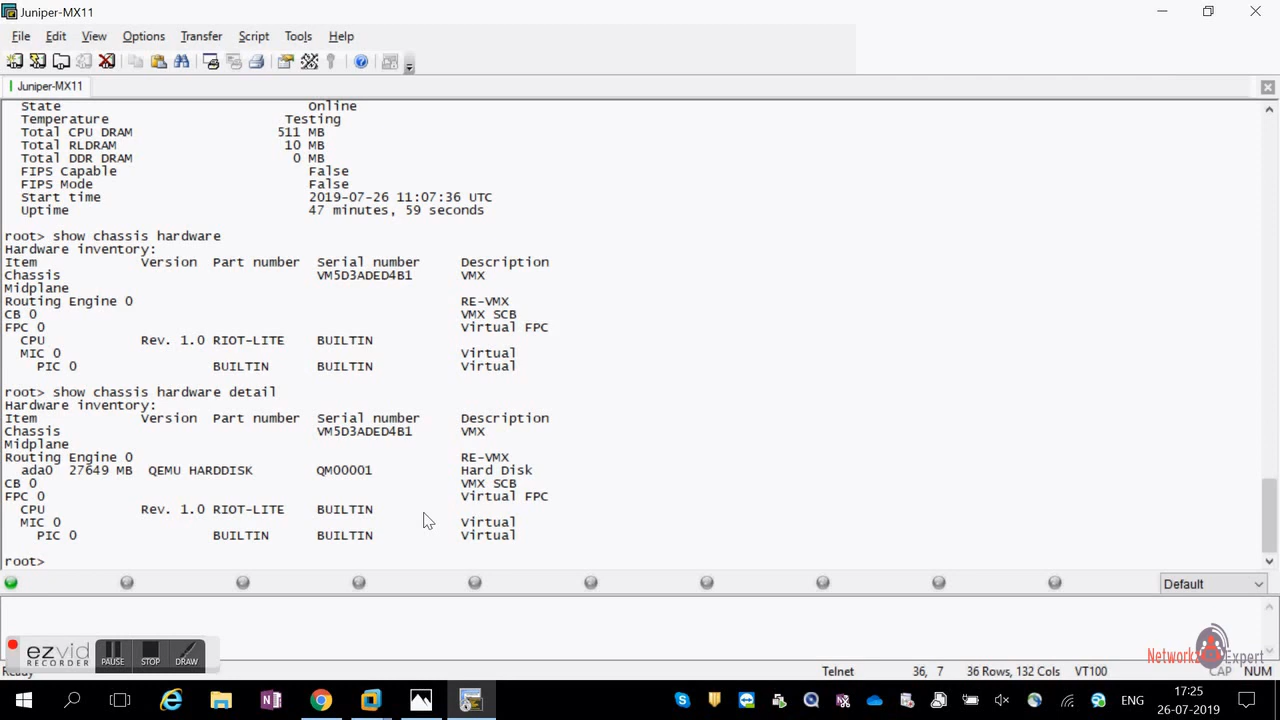 Juniper-MX11
File Edit View Options Transfer Script Tools Help
Juniper-MX11
State Online
Temperature Testing
Total CPU DRAM 511 MB
Total RLDRAM 10 MB
Total DDR DRAM 0 MB
FIPS Capable False
FIPS Mode False
Start time 2019-07-26 11:07:36 UTC
Uptime 47 minutes, 59 seconds
root> show chassis hardware
Hardware inventory:
Item Version Part number Serial number Description
Chassis VM5D3ADED4B1 VMX
Midplane
Routing Engine 0 RE-VMX
CB 0 VMX SCB
FPC 0 Virtual FPC
CPU Rev. 1.0 RIOT-LITE BUILTIN
MIC 0 Virtual
PIC 0 BUILTIN BUILTIN Virtual
root> show chassis hardware detail
Hardware inventory:
Item Version Part number Serial number Description
Chassis VM5D3ADED4B1 VMX
Midplane
Routing Engine 0 RE-VMX
ada0 27649 MB QEMU HARDDISK QM00001 Hard Disk
CB 0 VMX SCB
FPC 0 Virtual FPC
CPU Rev. 1.0 RIOT-LITE BUILTIN
MIC 0 Virtual
PIC 0 BUILTIN BUILTIN Virtual
root>
Default
ezvid
RECORDER
PAUSE STOP DRAW
Telnet 36, 7 36 Rows, 132 Cols VT100 CAP NUM
ENG
17:25
26-07-2019